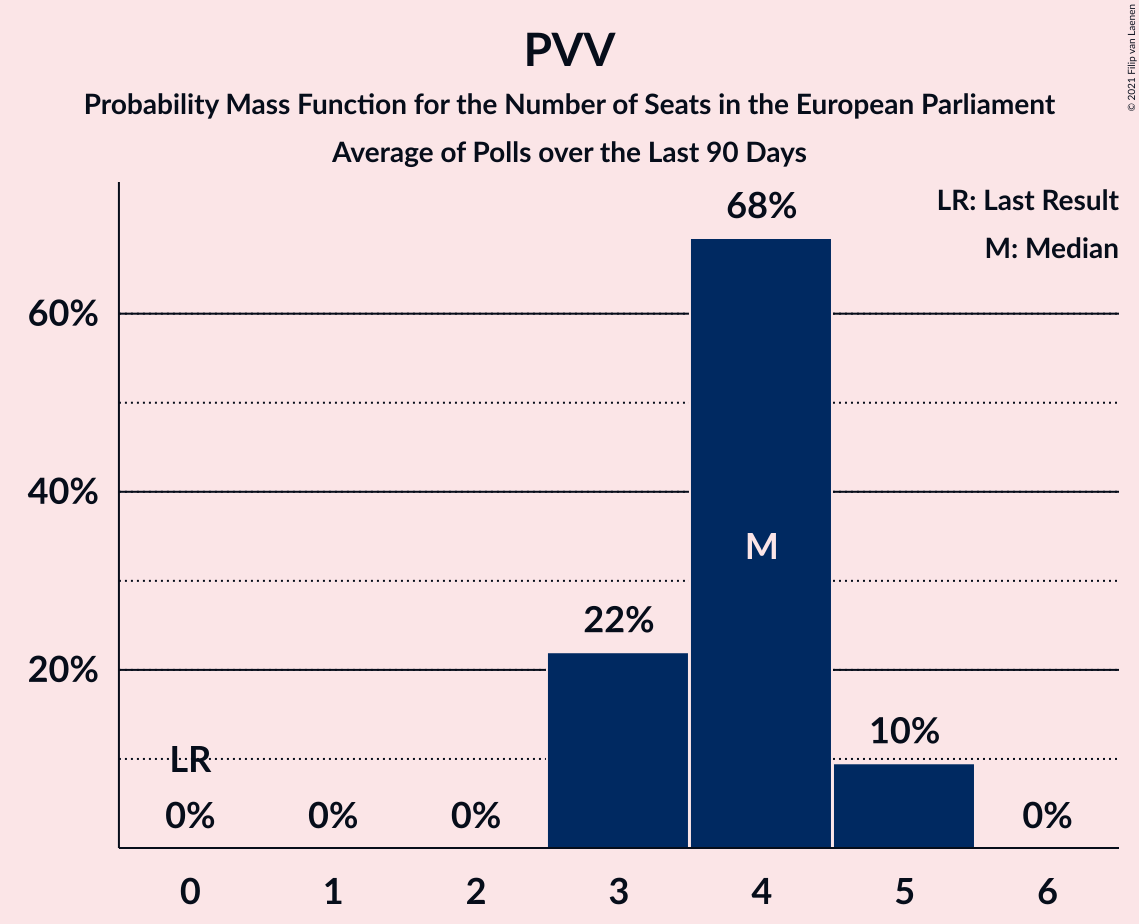 PVV
Probability Mass Function for the Number of Seats in the European Parliament
Average of Polls over the Last 90 Days
© 2021 Filip van Laenen
LR: Last Result
M: Median
68%
60%
40%
M
22%
20%
10%
LR
0%
0%
0%
0%
0
1
2
3
4
5
6